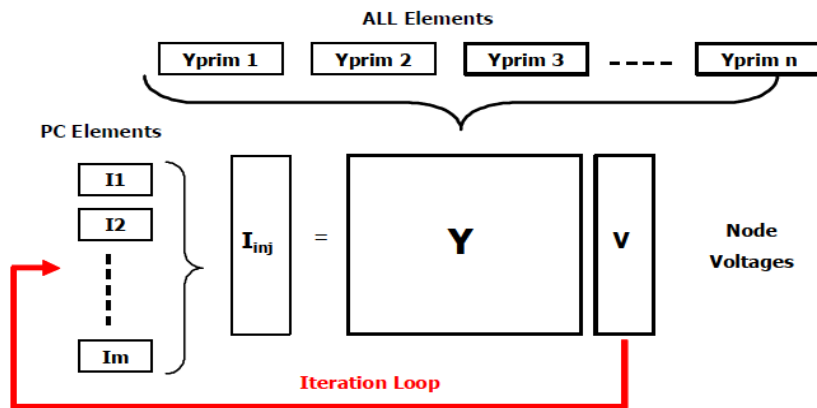 ALL Elements
Yprim 1 Yprim 2 Yprim 3 Yprim n
PC Elements
I1
I2
Im
Iinj = Y V
Node
Voltages
Iteration Loop